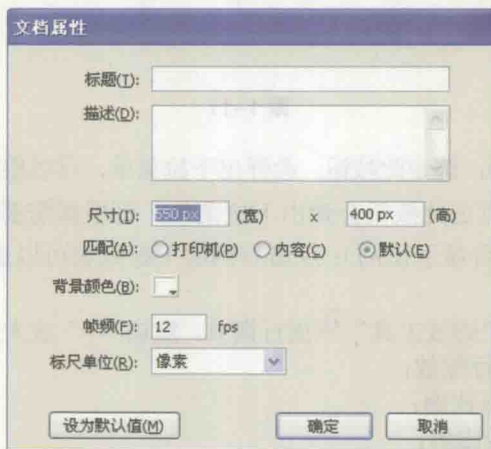 文档属性
标题(T):
描述(D):
尺寸(I): 550 px (宽) x 400 px (高)
匹配(A): 打印机(P) 内容(C) 默认(E)
背景颜色(B):
帧频(F): 12 fps
标尺单位(R): 像素
设为默认值(M) 确定 取消